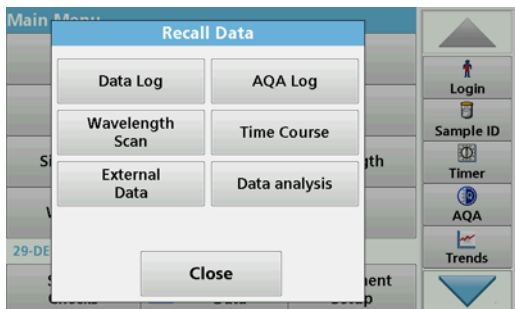 Main Menu
Recall Data
Data Log
AQA Log
Wavelength
Scan
Time Course
External
Data
Data analysis
Close
29-DE
Login
Sample ID
Timer
AQA
Trends